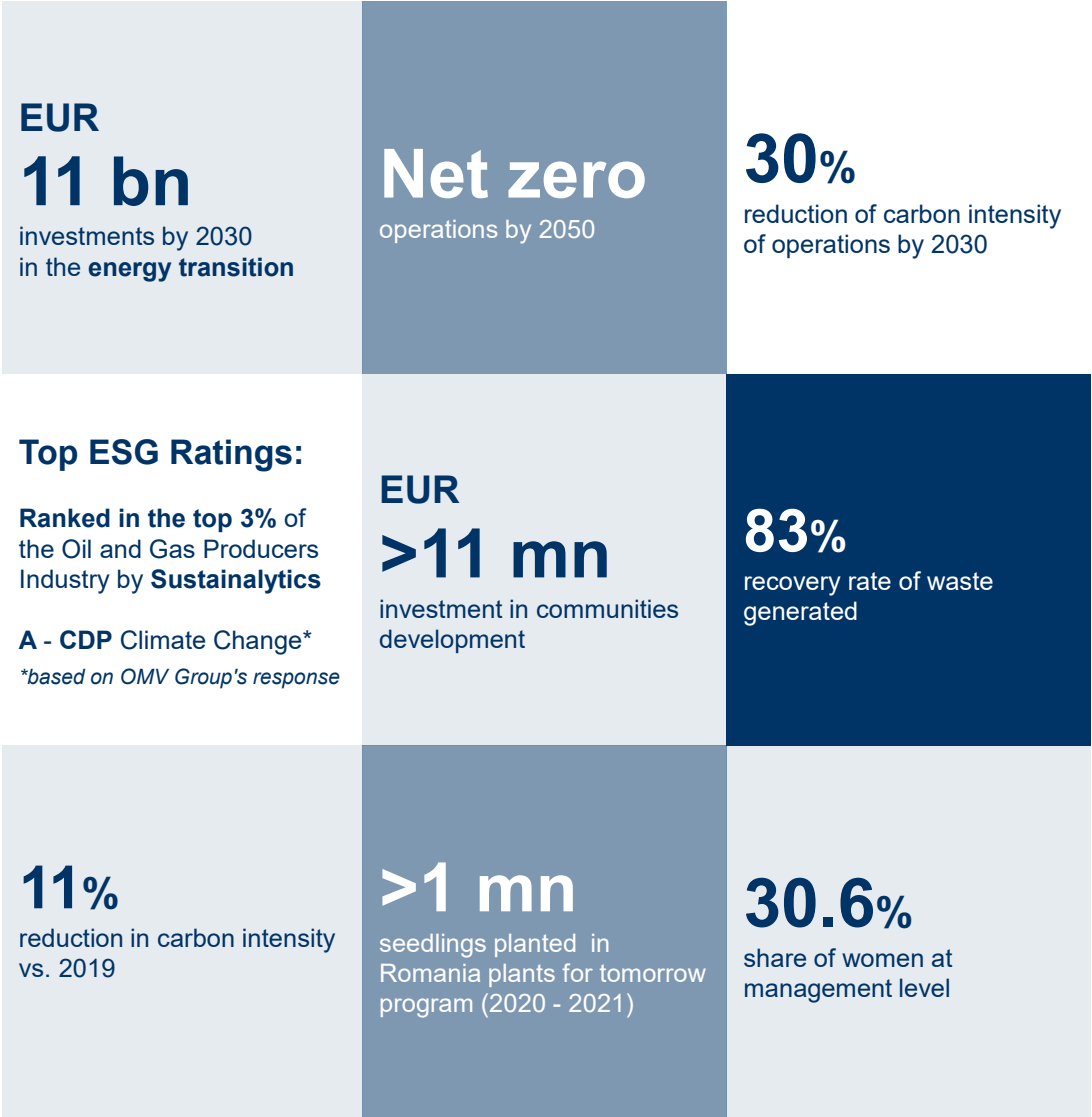 EUR
11 bn
investments by 2030
in the energy transition
Net zero
operations by 2050
30%
reduction of carbon intensity
of operations by 2030
Top ESG Ratings:
Ranked in the top 3% of
the Oil and Gas Producers
Industry by Sustainalytics
A - CDP Climate Change*
*based on OMV Group's response
EUR
>11 mn
investment in communities
development
83%
recovery rate of waste
generated
11%
reduction in carbon intensity
vs. 2019
>1 mn
seedlings planted  in
Romania plants for tomorrow
program (2020 - 2021)
30.6%
share of women at
management level